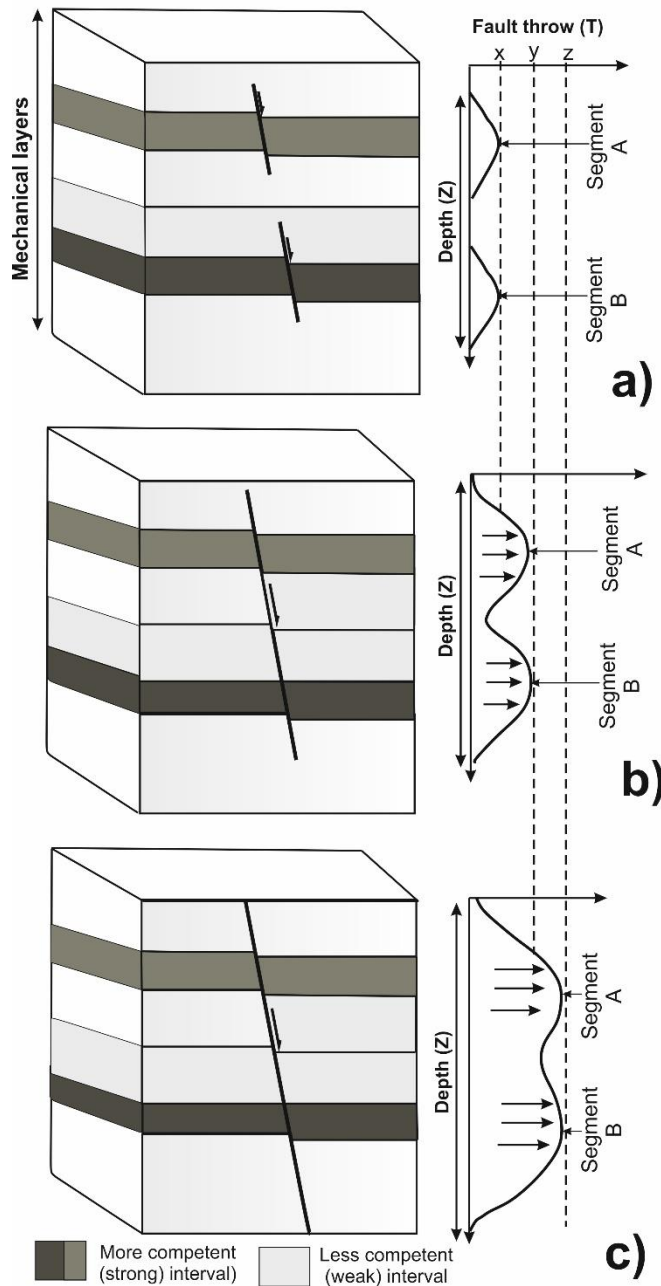 Mechanical layers
Fault throw (T)
x y z
Depth (Z)
Segment
A
Segment
B
a)
Depth (Z)
Segment
A
Segment
B
b)
Depth (Z)
Segment
A
Segment
B
c)
More competent
(strong) interval)
Less competent
(weak) interval